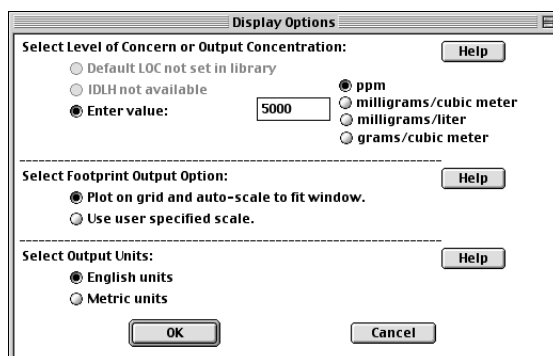 Display Options
Select Level of Concern or Output Concentration:
Help
Default LOC not set in library
IDLH not available
Enter value:
5000
ppm
milligrams/cubic meter
milligrams/liter
grams/cubic meter
Select Footprint Output Option:
Help
Plot on grid and auto-scale to fit window.
Use user specified scale.
Select Output Units:
Help
English units
Metric units
OK
Cancel